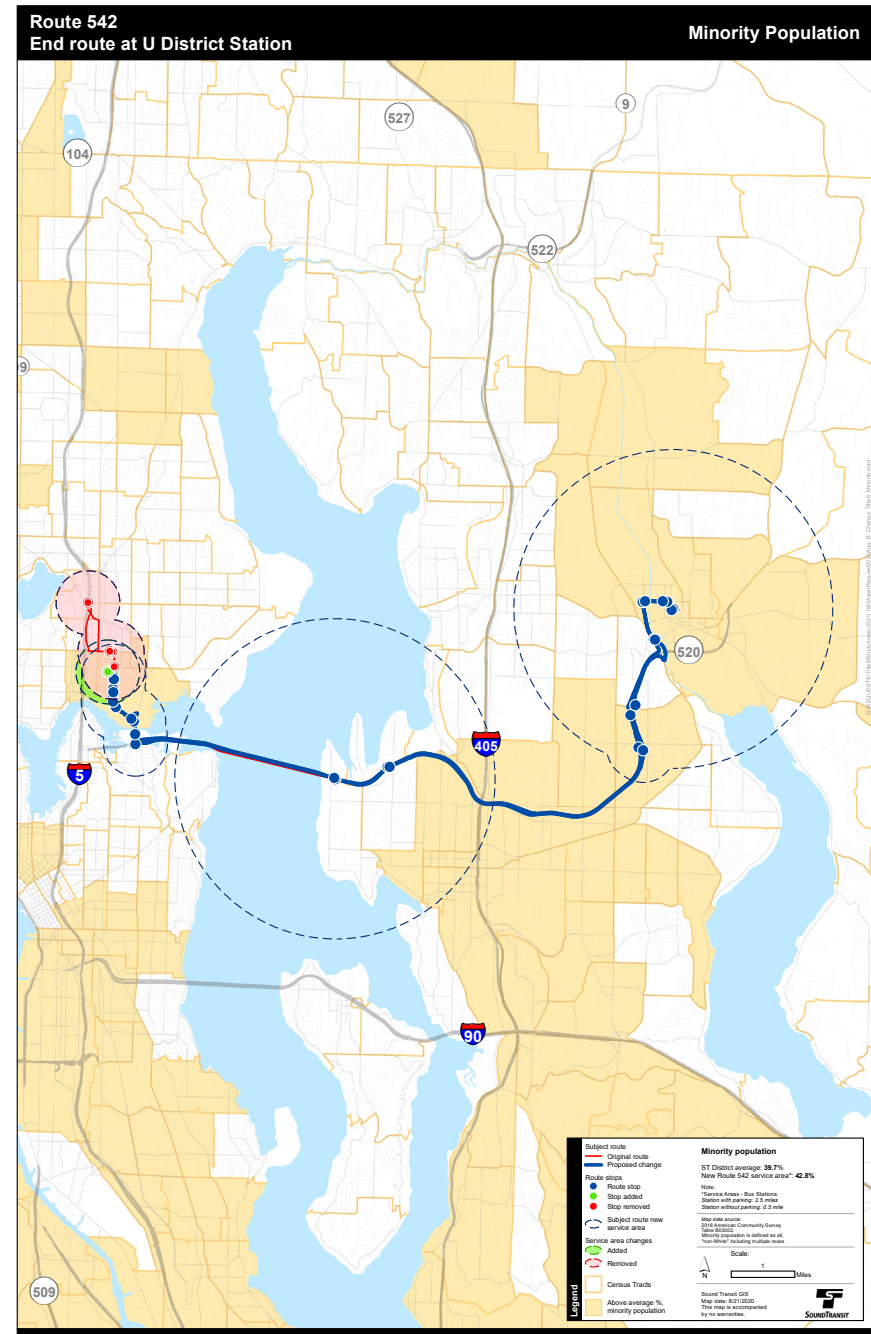 Route 542
End route at U District Station
Minority Population
527
9
104
522
520
405
5
90
509
Legend
Subject route
Original route
Proposed change
Route stops
Route stop
Stop added
Stop removed
Subject route new
service area
Service area changes
Added
Removed
Census Tracts
Above average %,
minority population
Minority population
ST District average: 39.7%
New Route 542 service area*: 42.8%
Note:
*Service Areas - Bus Stations:
Station with parking: 2.5 miles
Station without parking: 0.5 mile
Map data source:
2018 American Community Survey
Table B03002.
Minority population is defined as all,
"non-White" including multiple races.
Scale:
1
Miles
N
Sound Transit GIS
Map date: 8/21/2020
This map is accompanied
by no warranties.
SOUNDTRANSIT